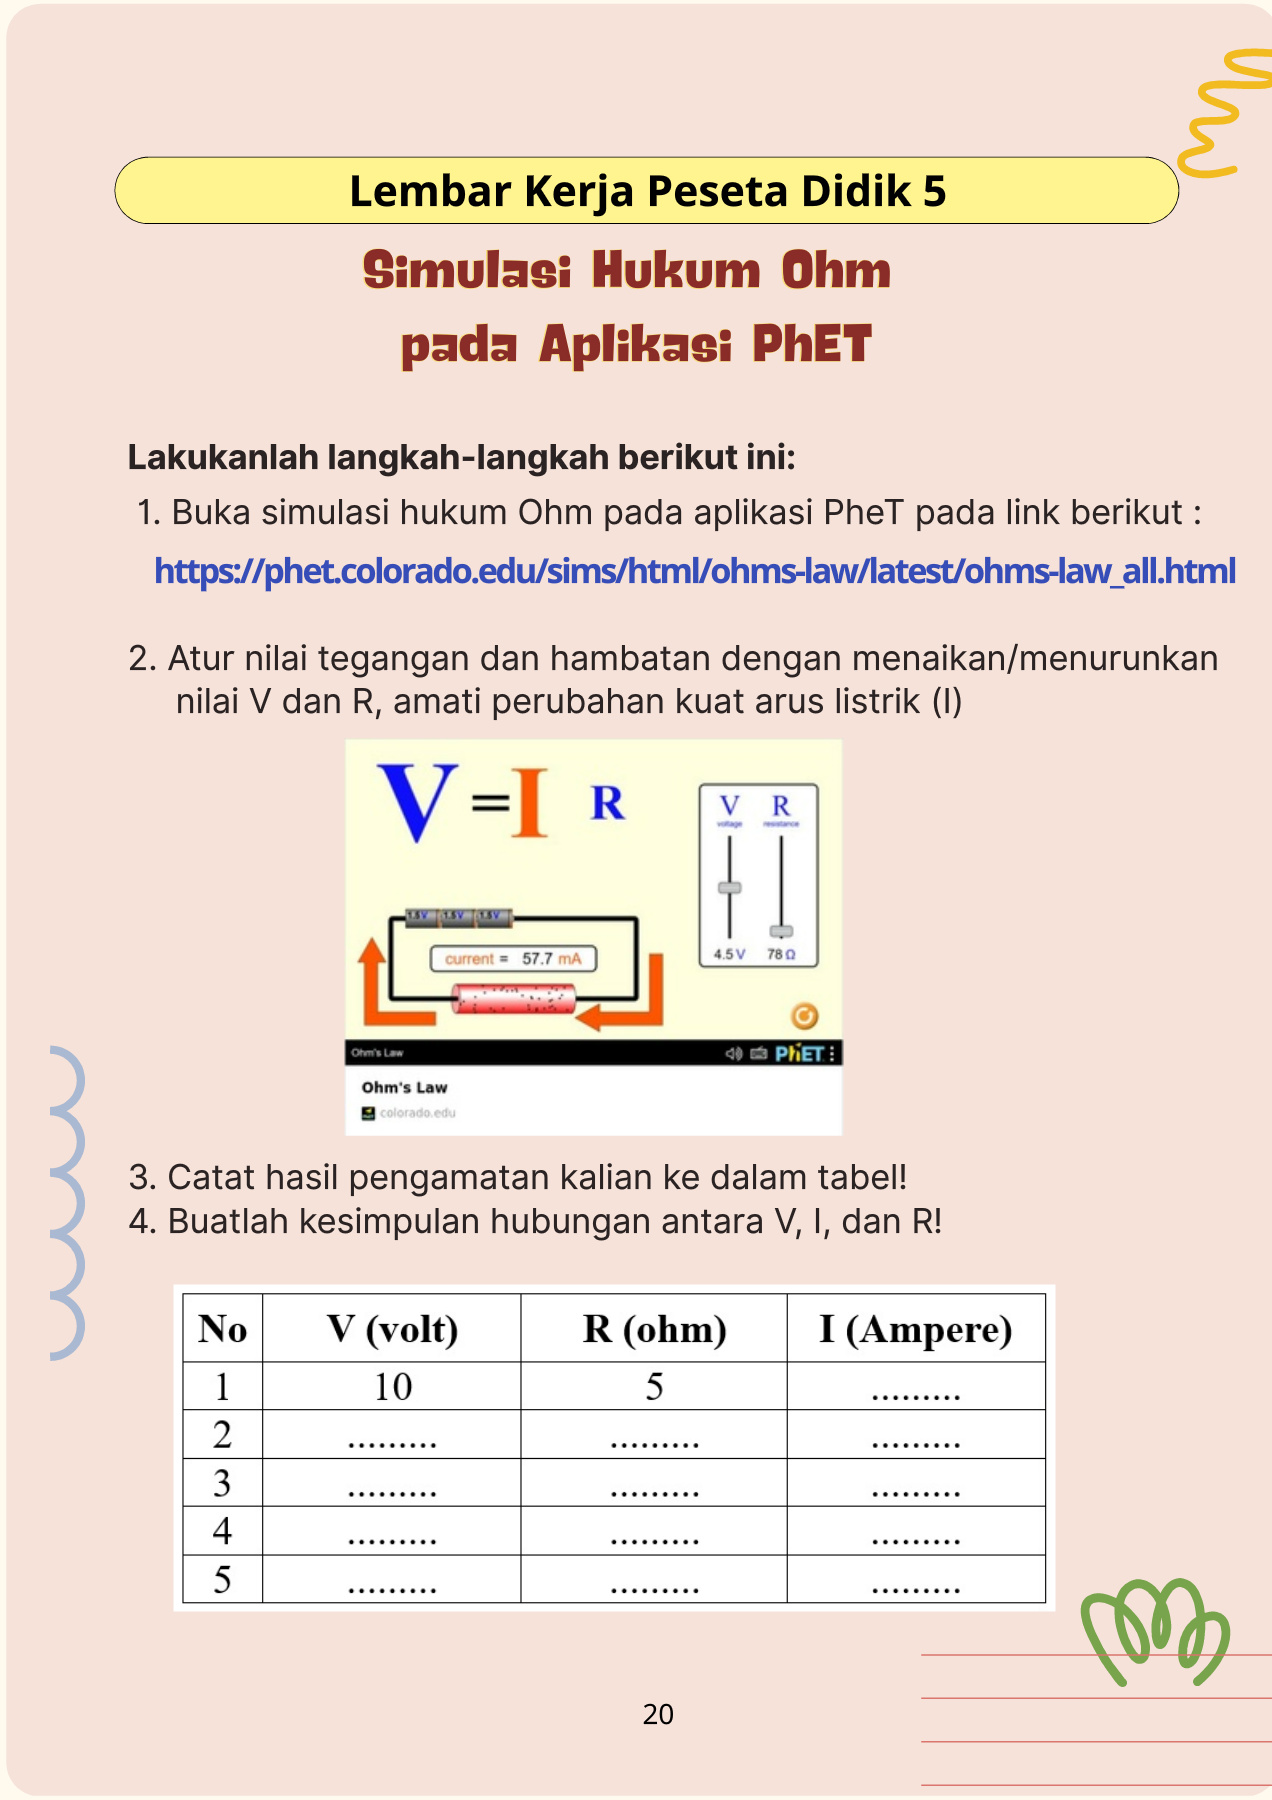 Lembar Kerja Peseta Didik 5
Simulasi Hukum Ohm
pada Aplikasi PhET
Lakukanlah langkah-langkah berikut ini:
1. Buka simulasi hukum Ohm pada aplikasi PheT pada link berikut :
https://phet.colorado.edu/sims/html/ohms-law/latest/ohms-law_all.html
2. Atur nilai tegangan dan hambatan dengan menaikan/menurunkan
nilai V dan R, amati perubahan kuat arus listrik (I)
V = I R
V R
voltage resistance
1.5 V 1.5 V 1.5 V
current = 57.7 mA
4.5 V 78 Ω
Ohm's Law PhET
Ohm's Law
colorado.edu
3. Catat hasil pengamatan kalian ke dalam tabel!
4. Buatlah kesimpulan hubungan antara V, I, dan R!
No V (volt) R (ohm) I (Ampere)
1 10 5 .........
2 ......... ......... .........
3 ......... ......... .........
4 ......... ......... .........
5 ......... ......... .........
20